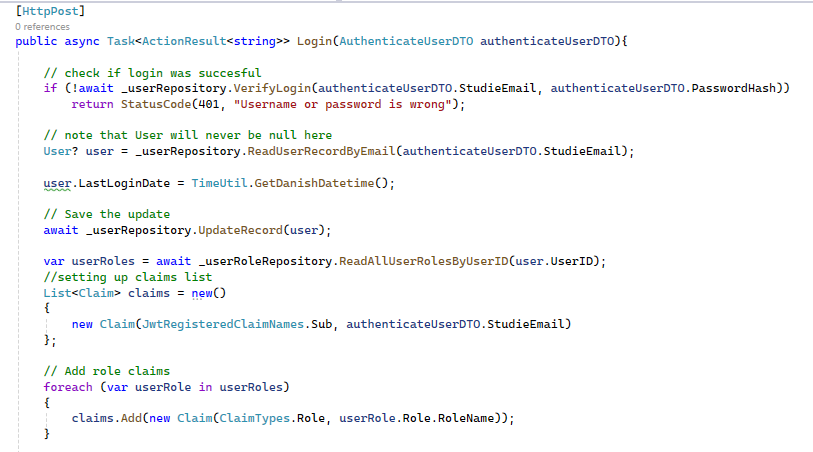 [HttpPost]
0 references
public async Task<ActionResult<string>> Login(AuthenticateUserDTO authenticateUserDTO){
// check if login was succesful
if (!await _userRepository.VerifyLogin(authenticateUserDTO.StudieEmail, authenticateUserDTO.PasswordHash))
return StatusCode(401, "Username or password is wrong");
// note that User will never be null here
User? user = _userRepository.ReadUserRecordByEmail(authenticateUserDTO.StudieEmail);
user.LastLoginDate = TimeUtil.GetDanishDatetime();
// Save the update
await _userRepository.UpdateRecord(user);
var userRoles = await _userRoleRepository.ReadAllUserRolesByUserID(user.UserID);
//setting up claims list
List<Claim> claims = new()
{
new Claim(JwtRegisteredClaimNames.Sub, authenticateUserDTO.StudieEmail)
};
// Add role claims
foreach (var userRole in userRoles)
{
claims.Add(new Claim(ClaimTypes.Role, userRole.Role.RoleName));
}